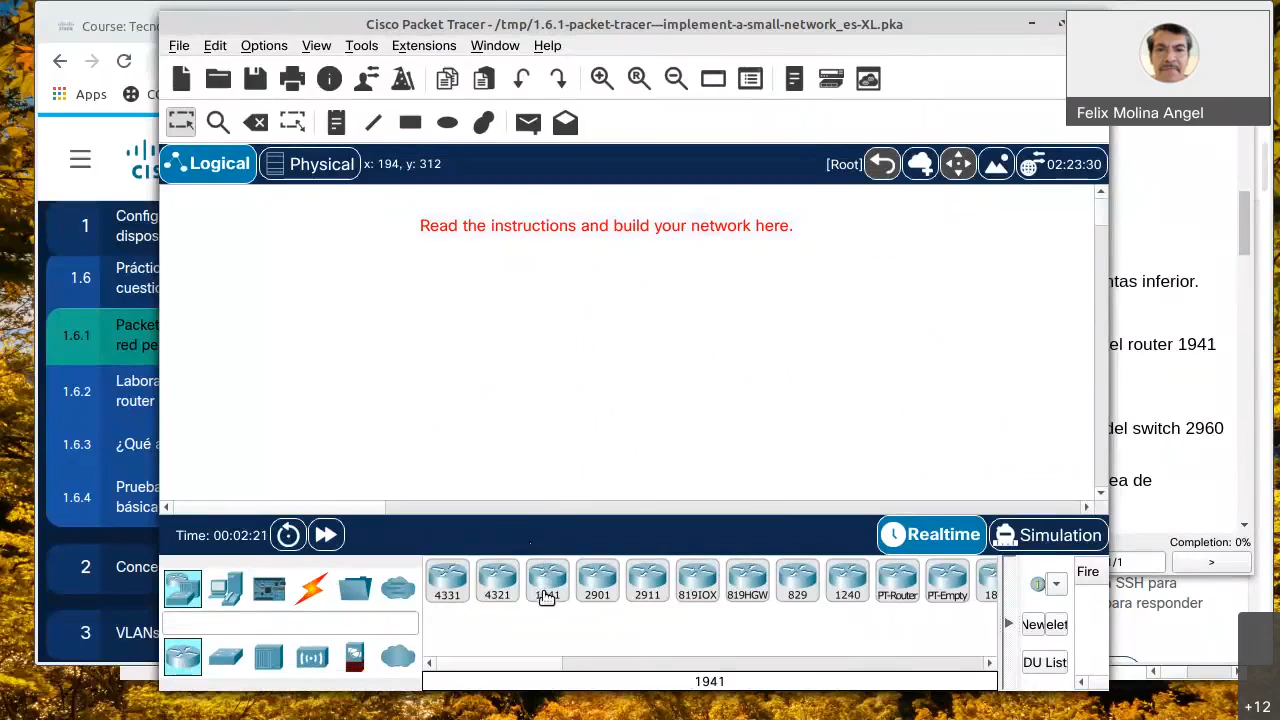 Course: Tecno
Cisco Packet Tracer - /tmp/1.6.1-packet-tracer---implement-a-small-network_es-XL.pka
File Edit Options View Tools Extensions Window Help
Apps
Felix Molina Angel
Logical
Physical
x: 194, y: 312
[Root]
02:23:30
Read the instructions and build your network here.
1
Config
dispos
1.6
Práctic
cuestic
1.6.1
Packet
red pe
1.6.2
Labora
router
1.6.3
¿Qué a
1.6.4
Prueba
básica
2
Conce
3
VLANs
ntas inferior.
el router 1941
del switch 2960
ea de
Completion: 0%
1/1
>
SSH para
para responder
Time: 00:02:21
Realtime
Simulation
4331 4321 1941 2901 2911 819IOX 819HGW 829 1240 PT-Router PT-Empty 18
1941
Fire
New
elet
DU List
+12